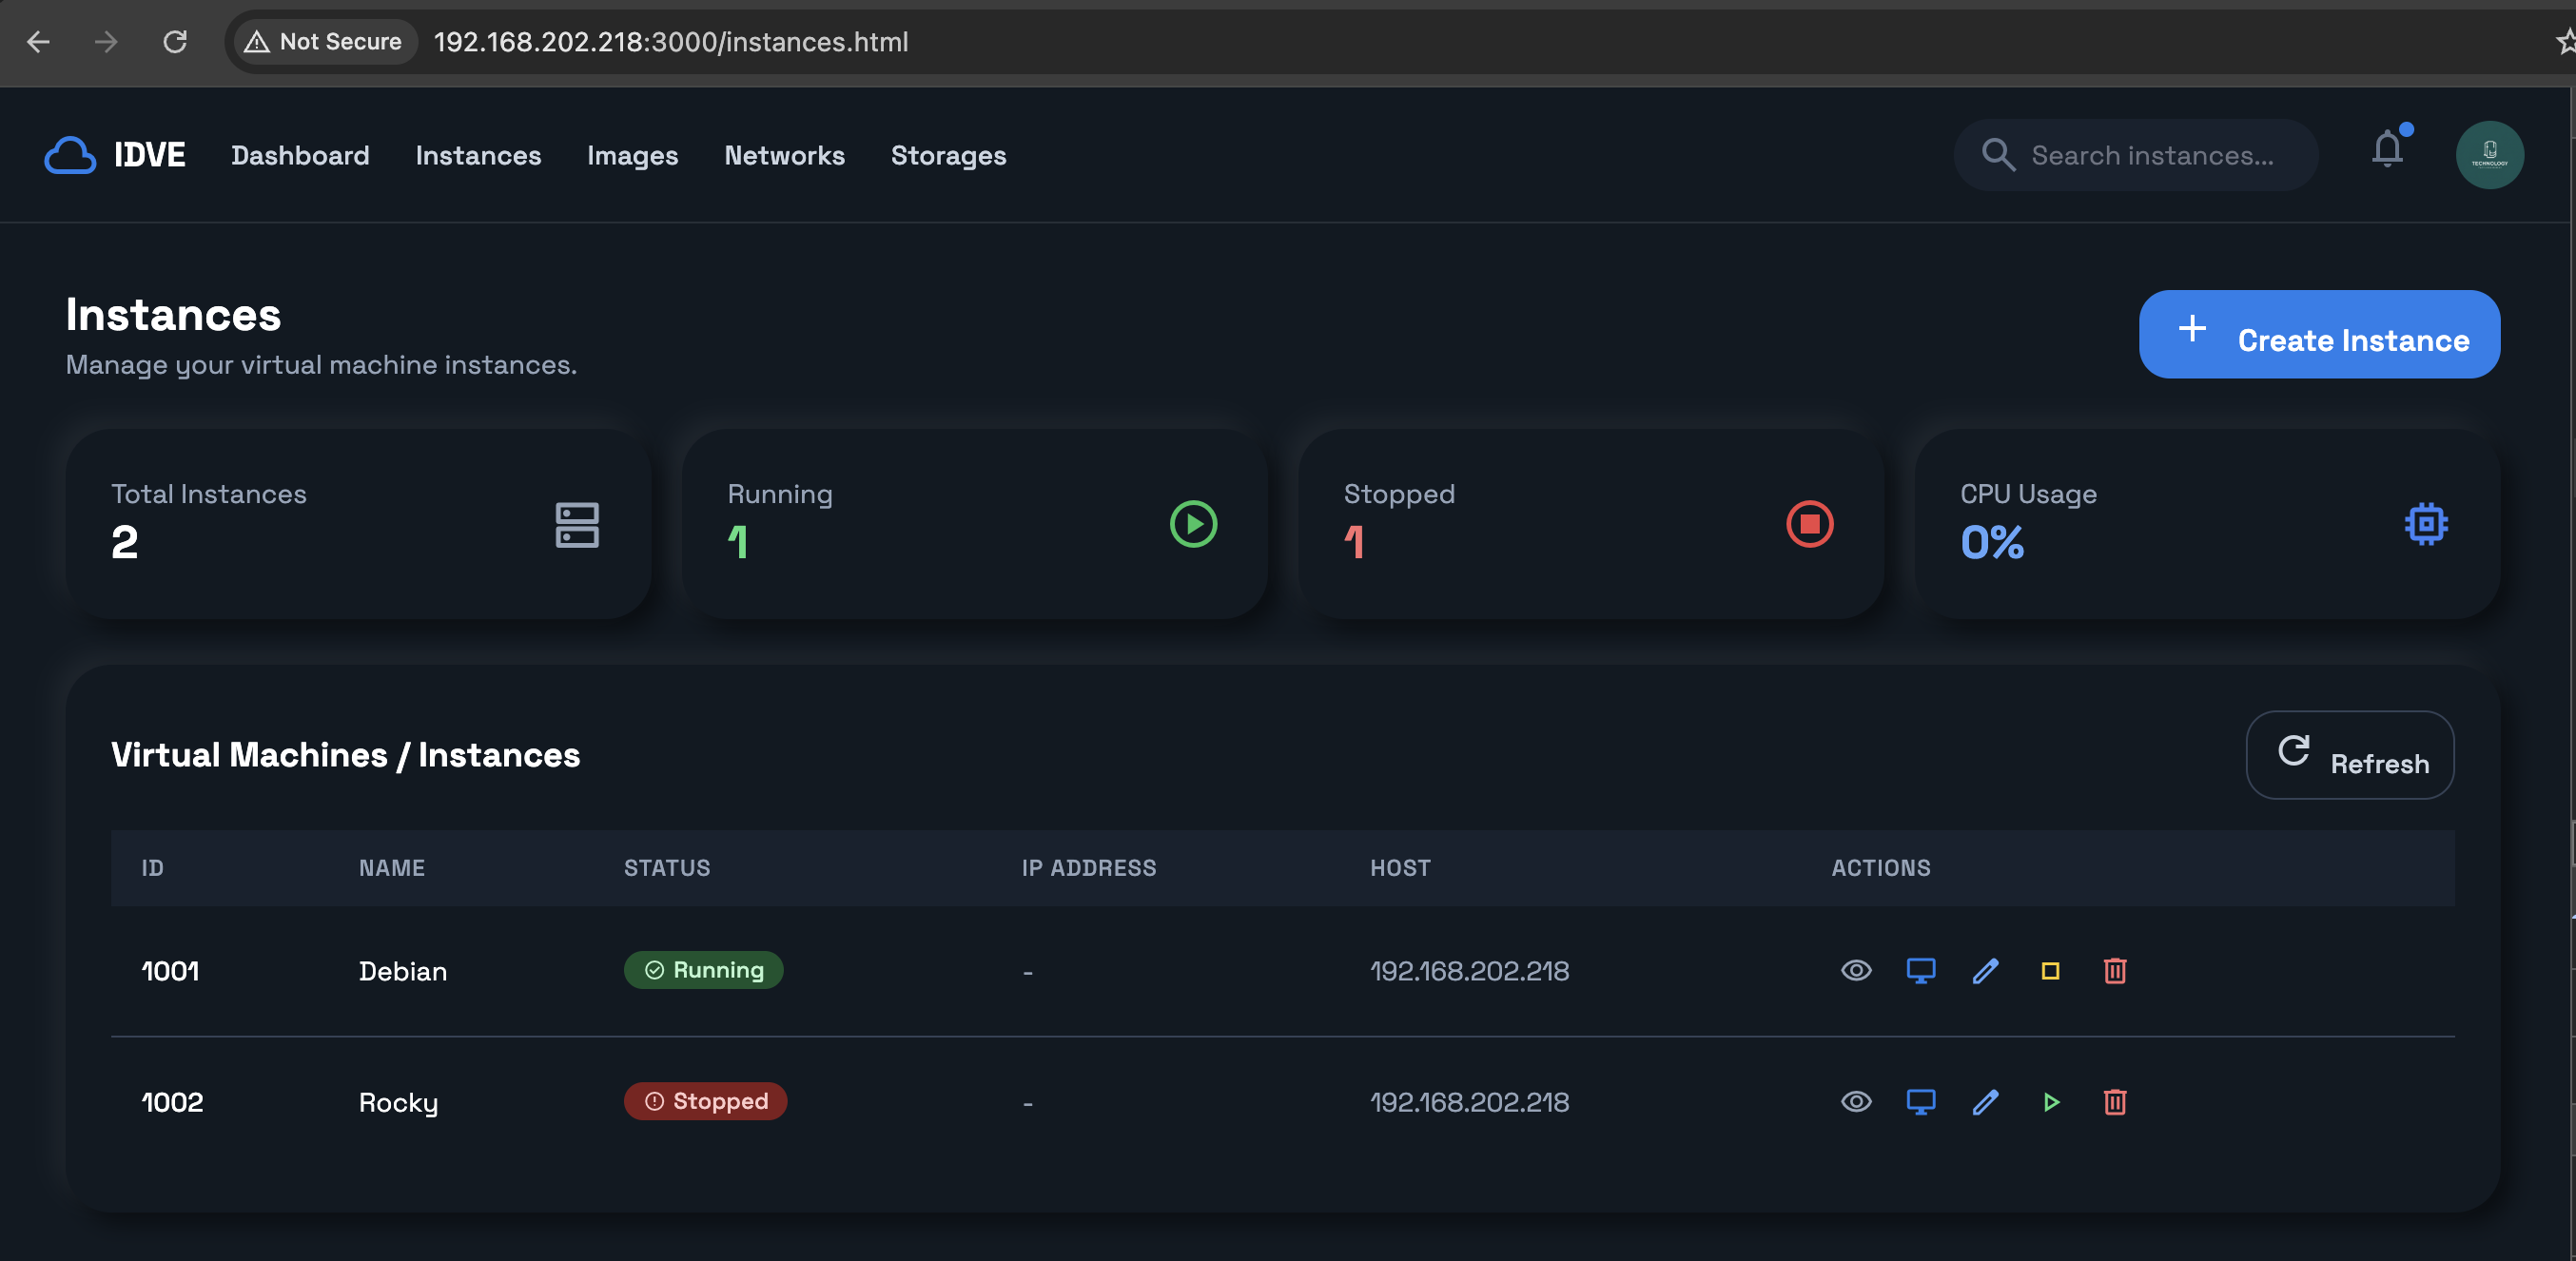 Not Secure 192.168.202.218:3000/instances.html
IDVE Dashboard Instances Images Networks Storages Search instances... TECHNOLOGY
Instances
Manage your virtual machine instances.
Create Instance
Total Instances
2
Running
1
Stopped
1
CPU Usage
0%
Virtual Machines / Instances
Refresh
ID NAME STATUS IP ADDRESS HOST ACTIONS
1001 Debian Running - 192.168.202.218
1002 Rocky Stopped - 192.168.202.218